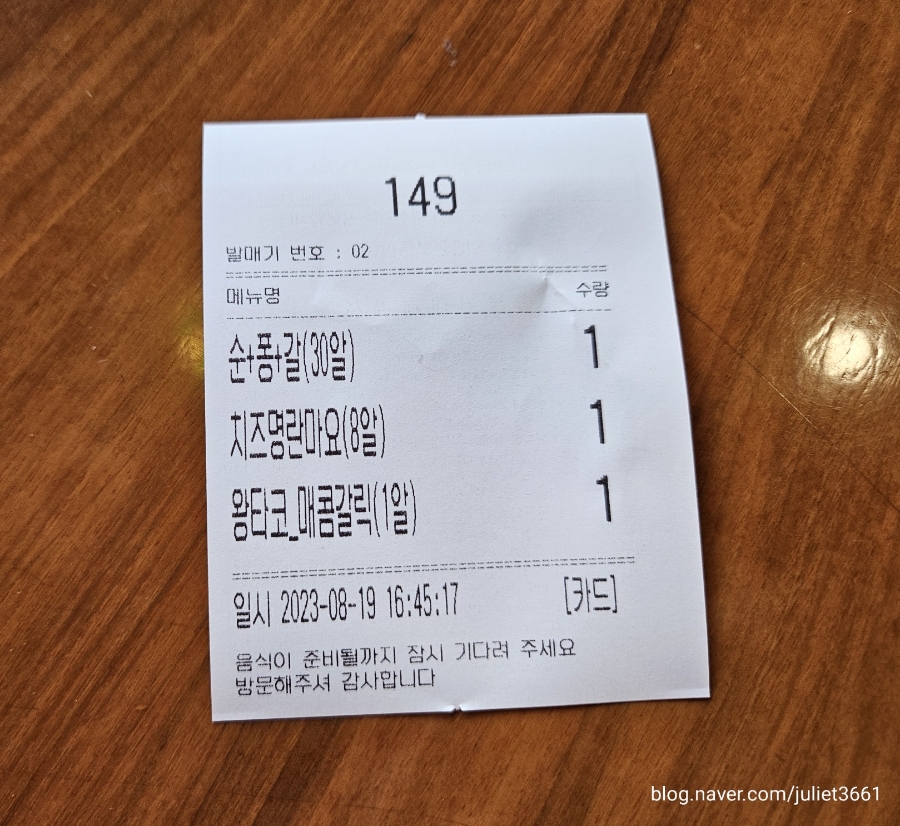 149
발매기 번호 : 02
메뉴명 수량
순+퐁+갈(30알) 1
치즈명란마요(8알) 1
왕타코_매콤갈릭(1알) 1
일시 2023-08-19 16:45:17 [카드]
음식이 준비될까지 잠시 기다려 주세요
방문해주셔 감사합니다
blog.naver.com/juliet3661